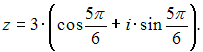 z = 3·(cos 5π/6 + i·sin 5π/6).